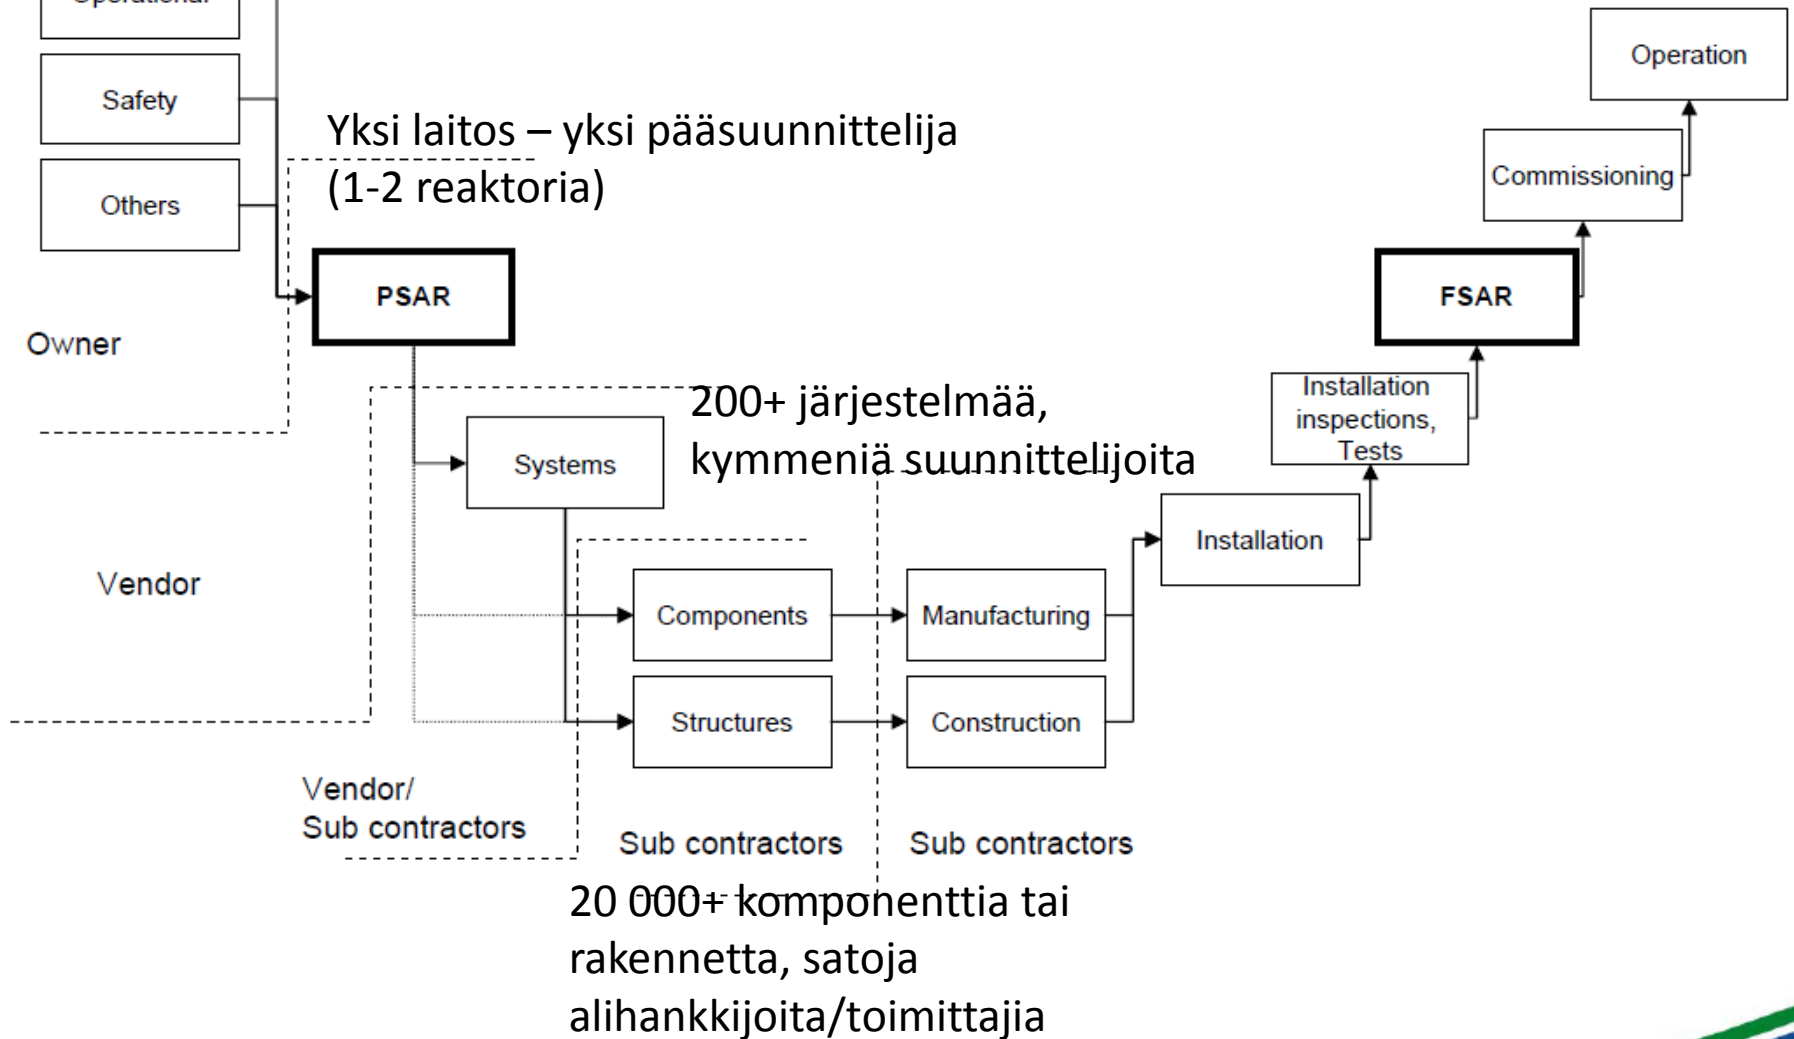 Operational
Operation
Safety
Yksi laitos – yksi pääsuunnittelija
(1-2 reaktoria)
Commissioning
Others
PSAR
FSAR
Owner
200+ järjestelmää,
kymmeniä suunnittelijoita
Installation
inspections,
Tests
Systems
Installation
Vendor
Components
Manufacturing
Structures
Construction
Vendor/
Sub contractors
Sub contractors
Sub contractors
20 000+ komponenttia tai
rakennetta, satoja
alihankkijoita/toimittajia